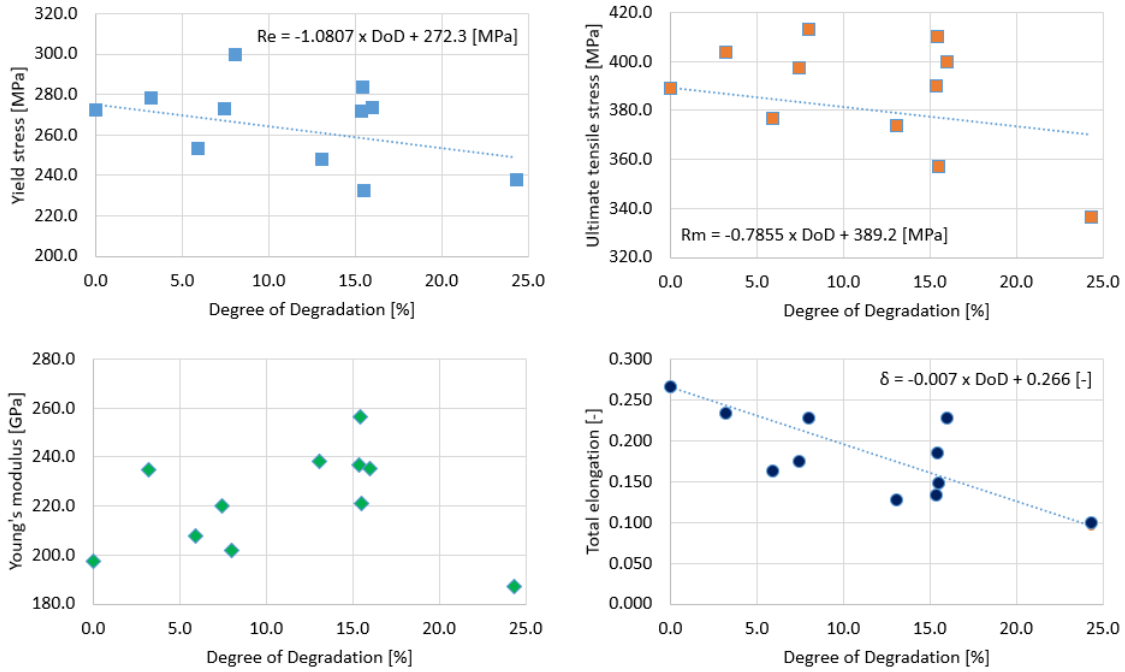 320.0
300.0
280.0
260.0
240.0
220.0
200.0
0.0 5.0 10.0 15.0 20.0 25.0
Yield stress [MPa]
Degree of Degradation [%]
Re = -1.0807 x DoD + 272.3 [MPa]
420.0
400.0
380.0
360.0
340.0
320.0
0.0 5.0 10.0 15.0 20.0 25.0
Ultimate tensile stress [MPa]
Degree of Degradation [%]
Rm = -0.7855 x DoD + 389.2 [MPa]
280.0
260.0
240.0
220.0
200.0
180.0
0.0 5.0 10.0 15.0 20.0 25.0
Young's modulus [GPa]
Degree of Degradation [%]
0.300
0.250
0.200
0.150
0.100
0.050
0.000
0.0 5.0 10.0 15.0 20.0 25.0
Total elongation [-]
Degree of Degradation [%]
δ = -0.007 x DoD + 0.266 [-]